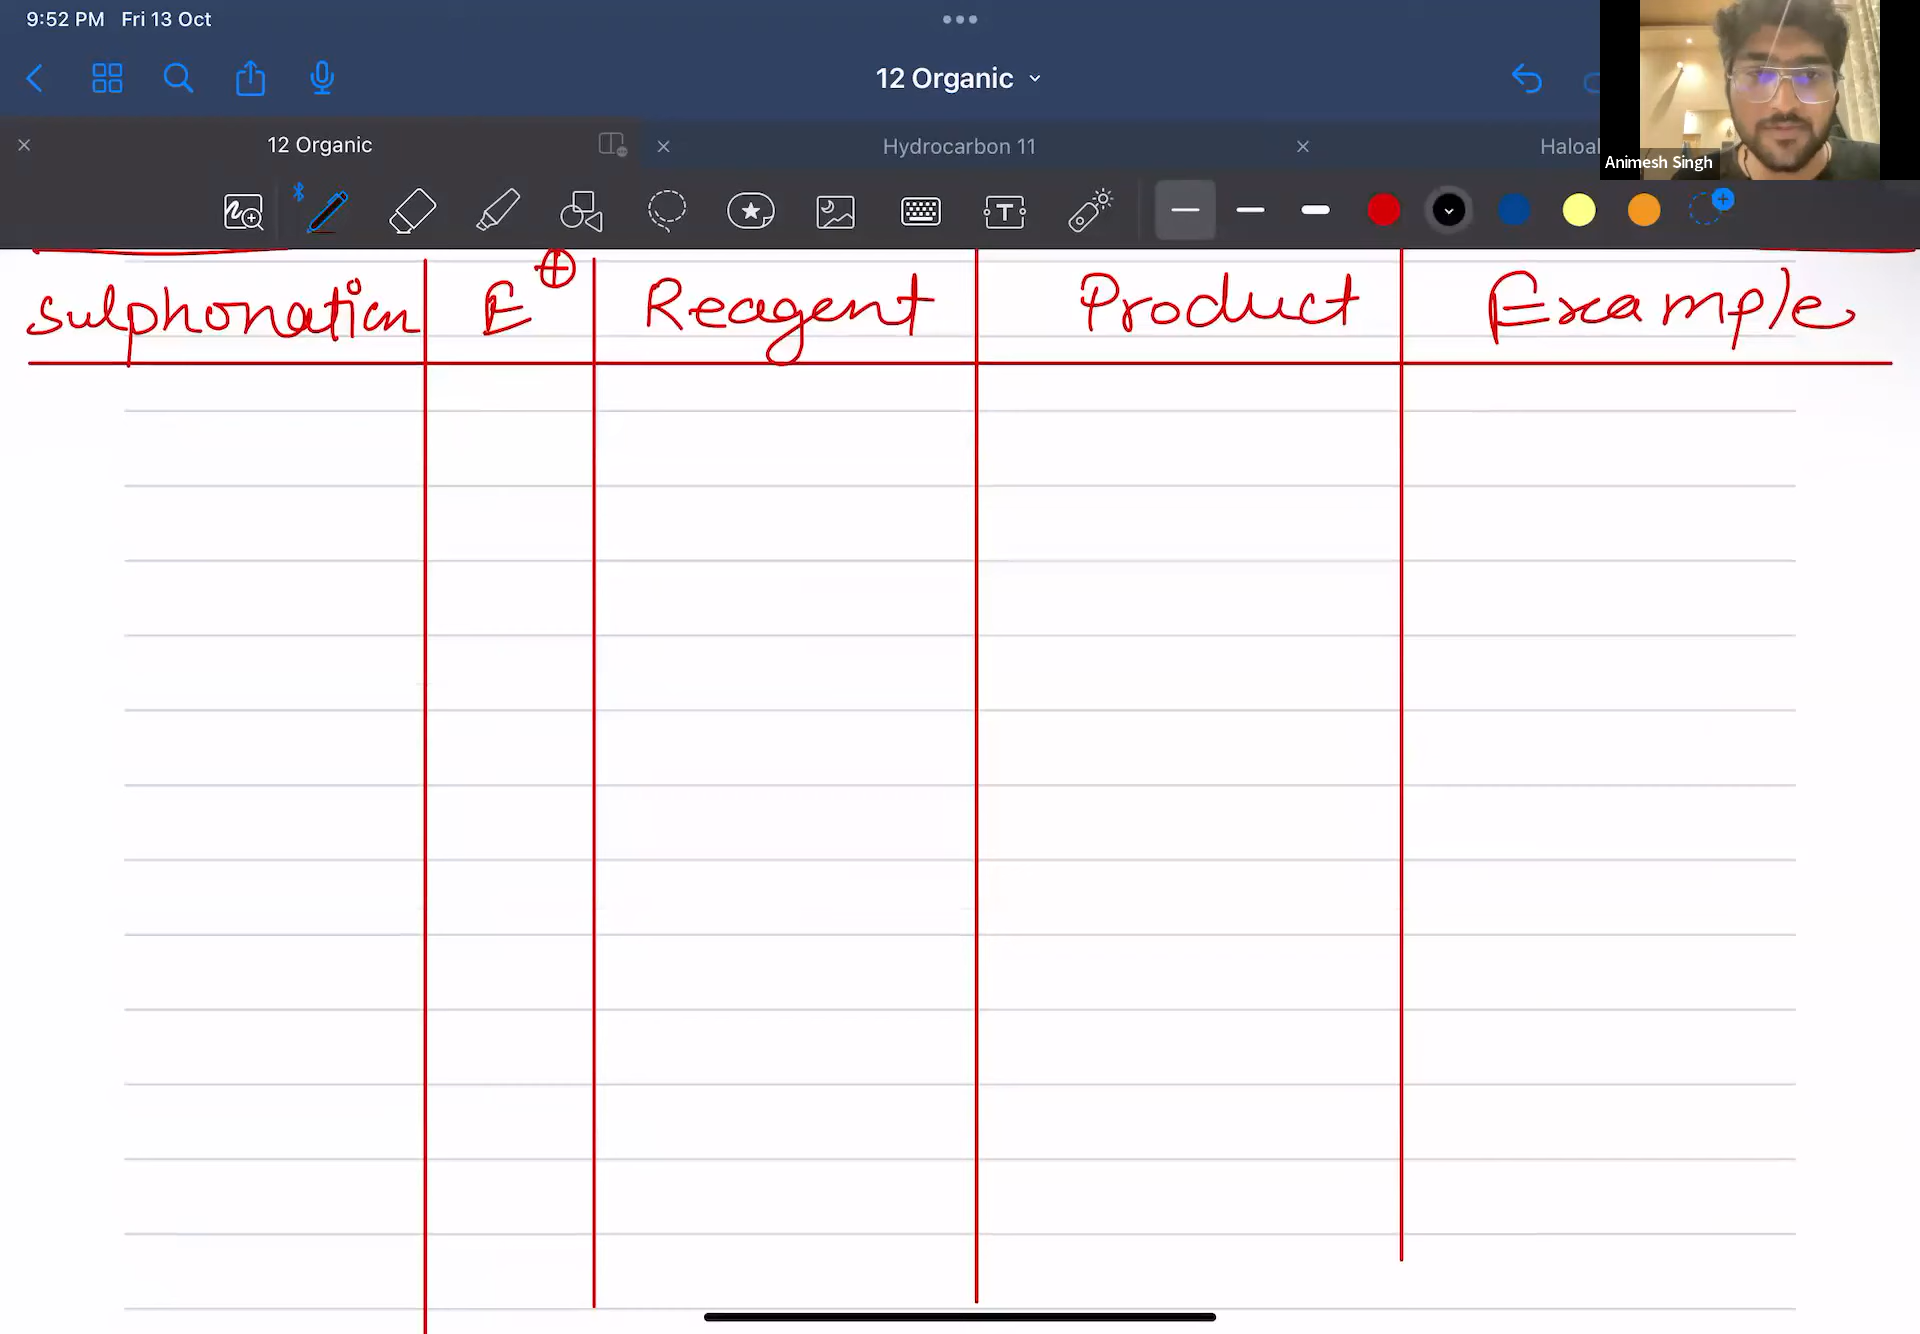 9:52 PM Fri 13 Oct
12 Organic
12 Organic
Hydrocarbon 11
Haloal
Animesh Singh
T
sulphonation E⊕ Reagent Product Example